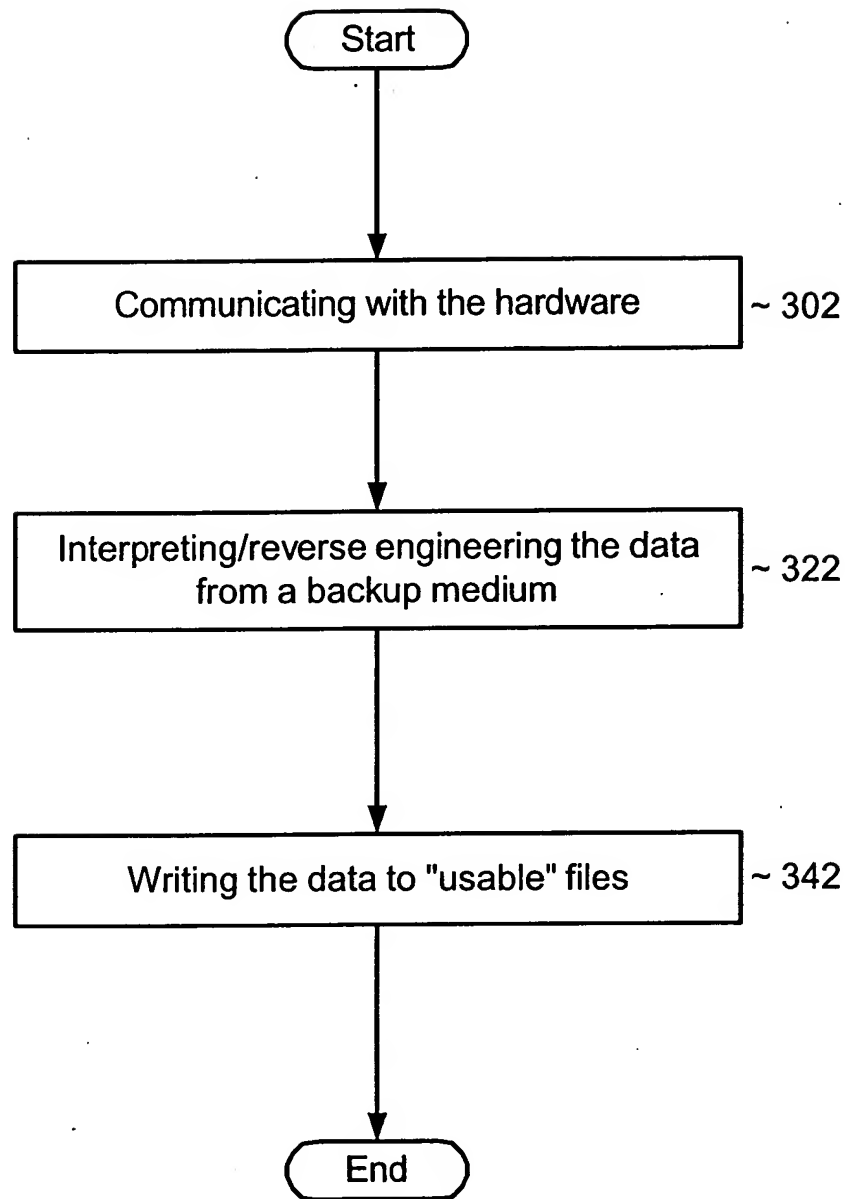 Start
Communicating with the hardware
~ 302
Interpreting/reverse engineering the data
from a backup medium
~ 322
Writing the data to "usable" files
~ 342
End